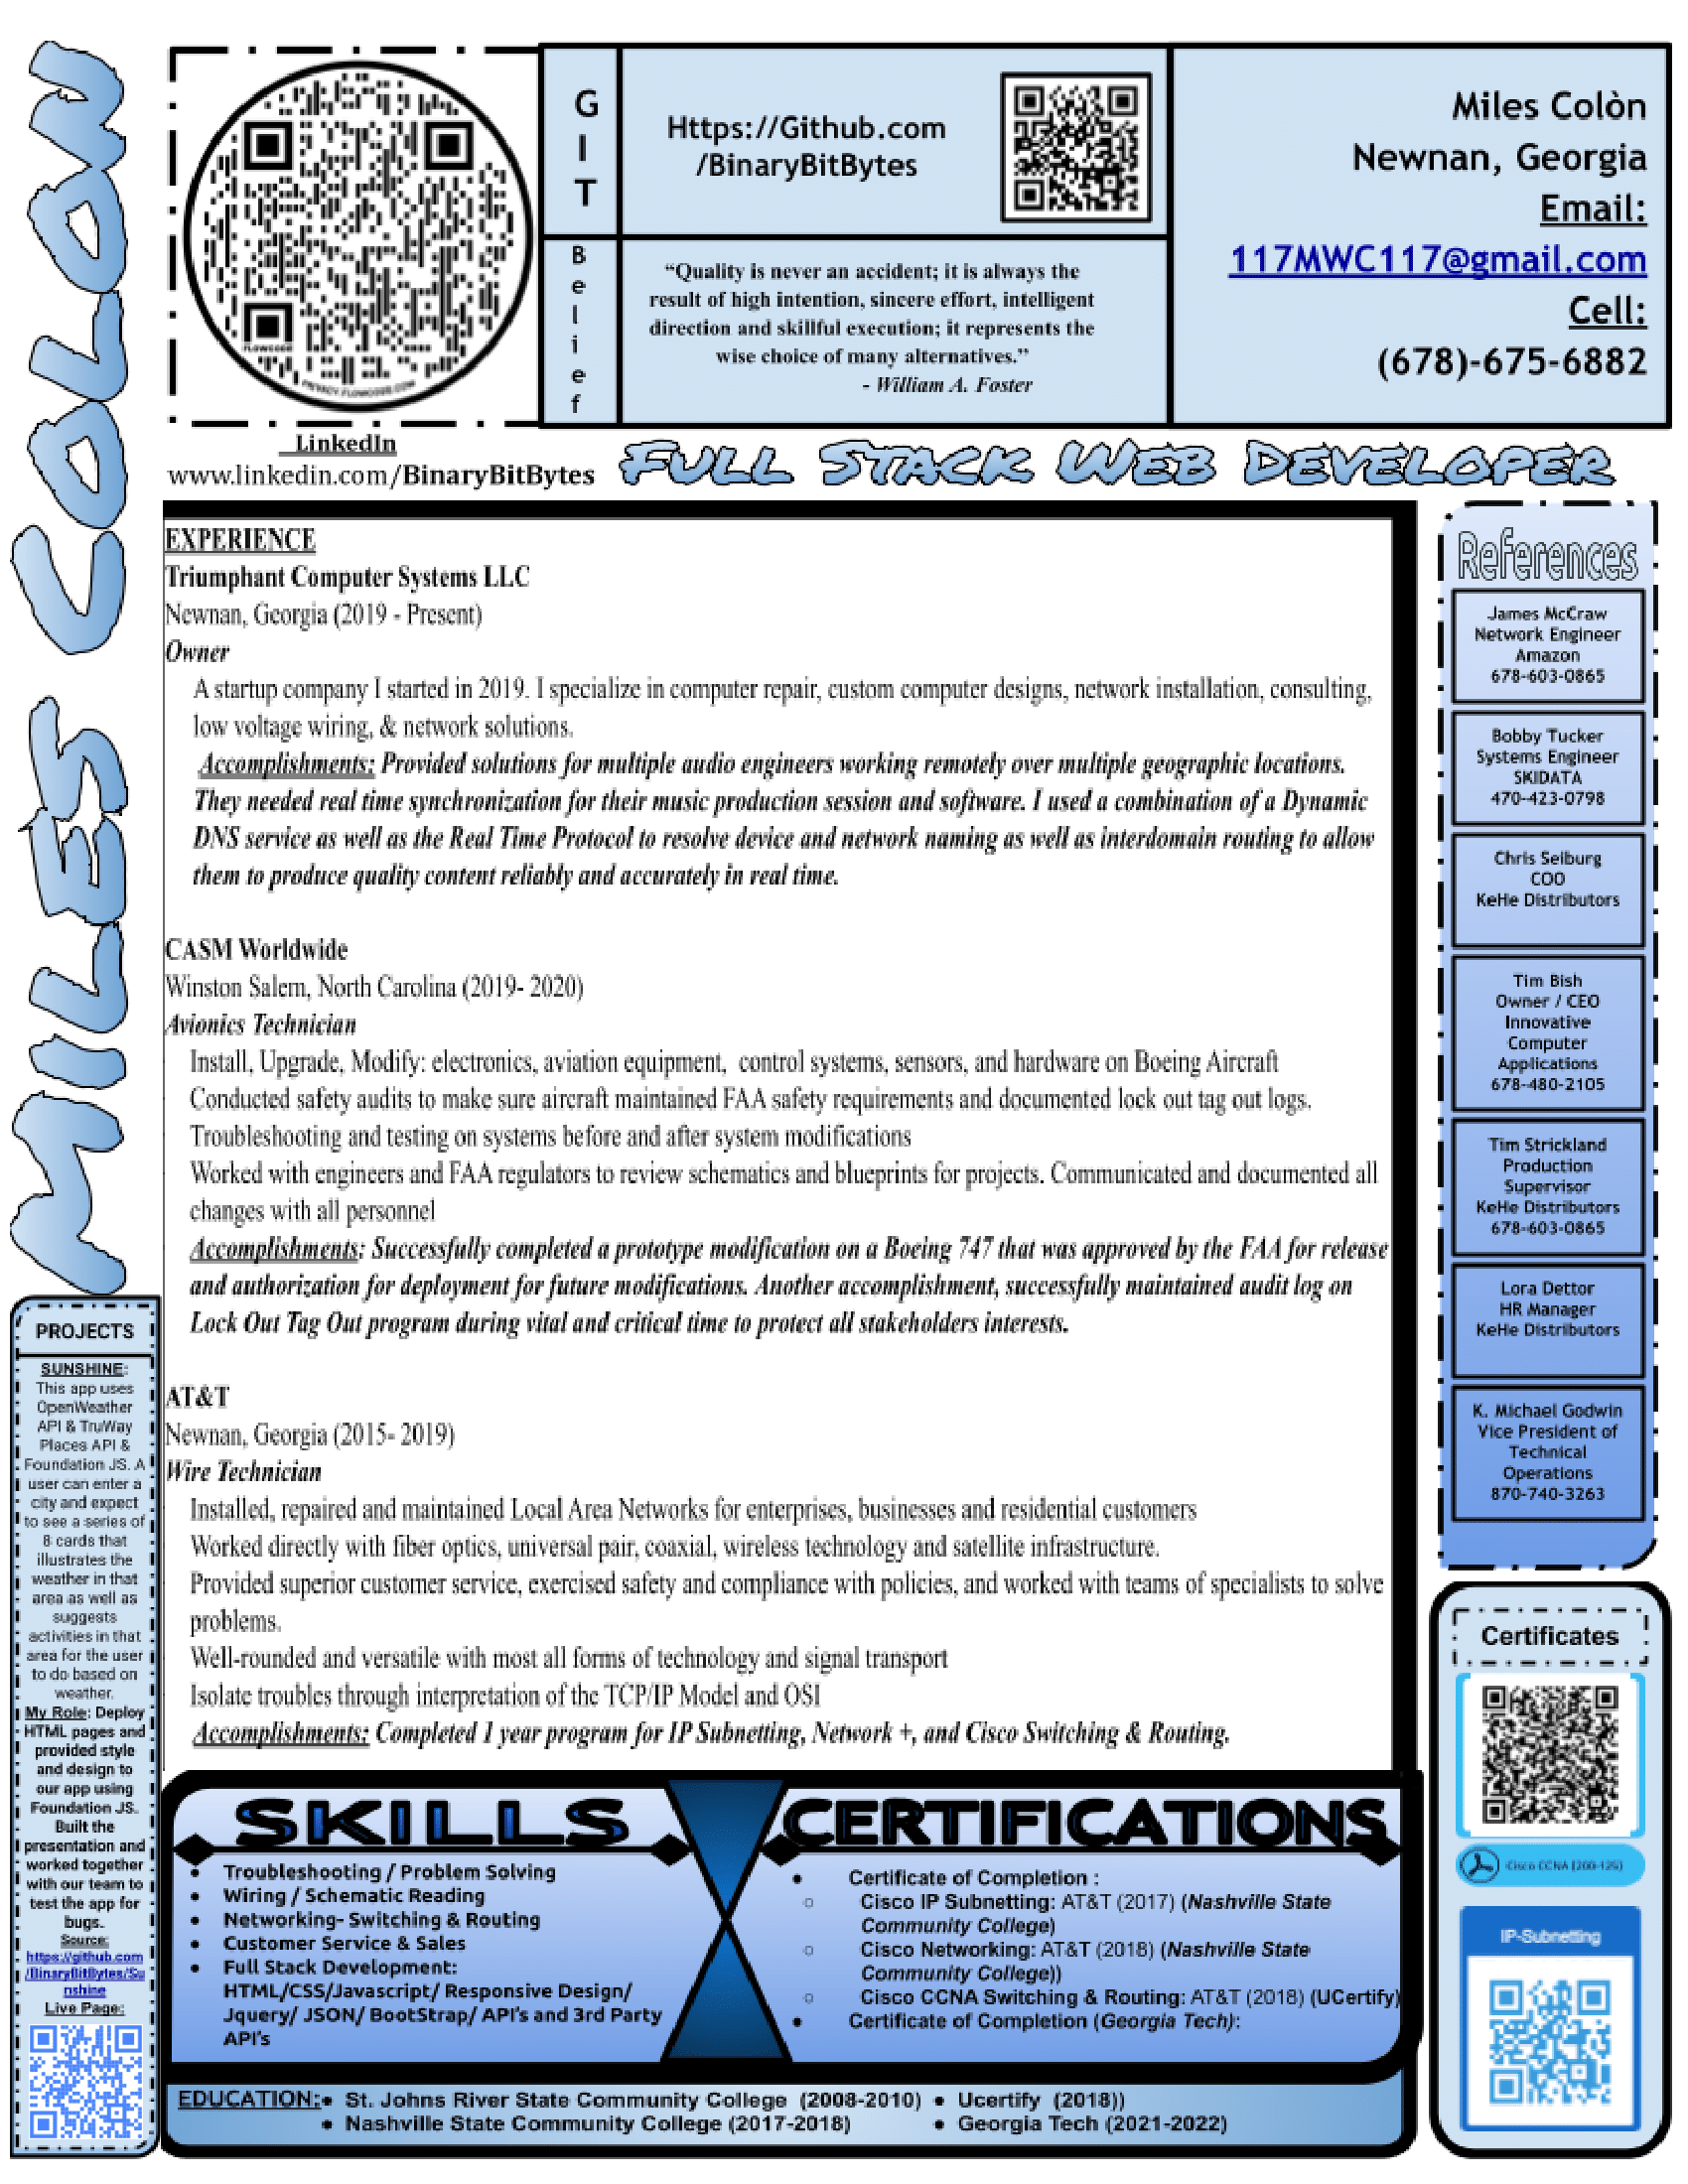 MILES COLON
G
I
T
Https://Github.com
/BinaryBitBytes
B
e
l
i
e
f
“Quality is never an accident; it is always the
result of high intention, sincere effort, intelligent
direction and skillful execution; it represents the
wise choice of many alternatives.”
- William A. Foster
Miles Colòn
Newnan, Georgia
Email:
117MWC117@gmail.com
Cell:
(678)-675-6882
FLOWCODE
PRIVACY.FLOWCODE.COM
LinkedIn
www.linkedin.com/BinaryBitBytes
FULL STACK WEB DEVELOPER
EXPERIENCE
Triumphant Computer Systems LLC
Newnan, Georgia (2019 - Present)
Owner
A startup company I started in 2019. I specialize in computer repair, custom computer designs, network installation, consulting,
low voltage wiring, & network solutions.
Accomplishments: Provided solutions for multiple audio engineers working remotely over multiple geographic locations.
They needed real time synchronization for their music production session and software. I used a combination of a Dynamic
DNS service as well as the Real Time Protocol to resolve device and network naming as well as interdomain routing to allow
them to produce quality content reliably and accurately in real time.
CASM Worldwide
Winston Salem, North Carolina (2019- 2020)
Avionics Technician
Install, Upgrade, Modify: electronics, aviation equipment, control systems, sensors, and hardware on Boeing Aircraft
Conducted safety audits to make sure aircraft maintained FAA safety requirements and documented lock out tag out logs.
Troubleshooting and testing on systems before and after system modifications
Worked with engineers and FAA regulators to review schematics and blueprints for projects. Communicated and documented all
changes with all personnel
Accomplishments: Successfully completed a prototype modification on a Boeing 747 that was approved by the FAA for release
and authorization for deployment for future modifications. Another accomplishment, successfully maintained audit log on
Lock Out Tag Out program during vital and critical time to protect all stakeholders interests.
AT&T
Newnan, Georgia (2015- 2019)
Wire Technician
Installed, repaired and maintained Local Area Networks for enterprises, businesses and residential customers
Worked directly with fiber optics, universal pair, coaxial, wireless technology and satellite infrastructure.
Provided superior customer service, exercised safety and compliance with policies, and worked with teams of specialists to solve
problems.
Well-rounded and versatile with most all forms of technology and signal transport
Isolate troubles through interpretation of the TCP/IP Model and OSI
Accomplishments: Completed 1 year program for IP Subnetting, Network +, and Cisco Switching & Routing.
References
James McCraw
Network Engineer
Amazon
678-603-0865
Bobby Tucker
Systems Engineer
SKIDATA
470-423-0798
Chris Seiburg
COO
KeHe Distributors
Tim Bish
Owner / CEO
Innovative
Computer
Applications
678-480-2105
Tim Strickland
Production
Supervisor
KeHe Distributors
678-603-0865
Lora Dettor
HR Manager
KeHe Distributors
K. Michael Godwin
Vice President of
Technical
Operations
870-740-3263
PROJECTS
SUNSHINE:
This app uses
OpenWeather
API & TruWay
Places API &
Foundation JS. A
user can enter a
city and expect
to see a series of
8 cards that
illustrates the
weather in that
area as well as
suggests
activities in that
area for the user
to do based on
weather.
My Role: Deploy
HTML pages and
provided style
and design to
our app using
Foundation JS.
Built the
presentation and
worked together
with our team to
test the app for
bugs.
Source:
https://github.com
/BinaryBitBytes/Su
nshine
Live Page:
SKILLS
• Troubleshooting / Problem Solving
• Wiring / Schematic Reading
• Networking- Switching & Routing
• Customer Service & Sales
• Full Stack Development:
HTML/CSS/Javascript/ Responsive Design/
Jquery/ JSON/ BootStrap/ API's and 3rd Party
API's
CERTIFICATIONS
• Certificate of Completion :
○ Cisco IP Subnetting: AT&T (2017) (Nashville State
Community College)
○ Cisco Networking: AT&T (2018) (Nashville State
Community College))
○ Cisco CCNA Switching & Routing: AT&T (2018) (UCertify)
• Certificate of Completion (Georgia Tech):
EDUCATION:• St. Johns River State Community College (2008-2010) • Ucertify (2018))
• Nashville State Community College (2017-2018) • Georgia Tech (2021-2022)
Certificates
Cisco CCNA (200-125)
IP-Subnetting